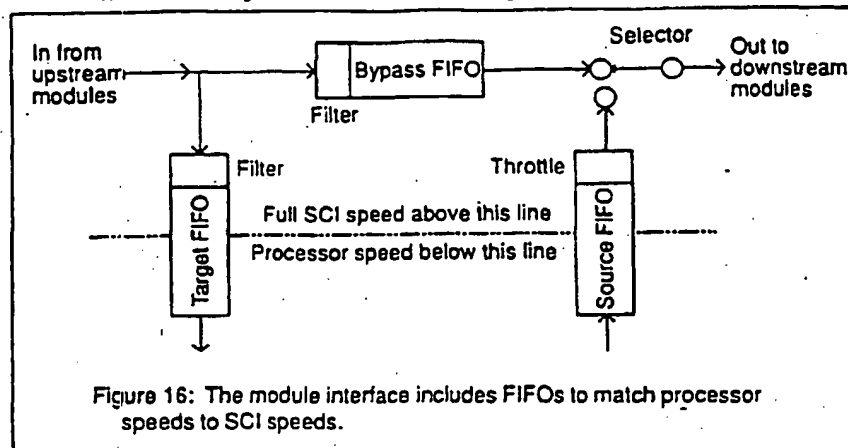 In from
upstream
modules
Bypass FIFO
Filter
Selector
Out to
downstream
modules
Filter
Throttle
Target FIFO
Source FIFO
Full SCI speed above this line
Processor speed below this line
Figure 16: The module interface includes FIFOs to match processor
speeds to SCI speeds.